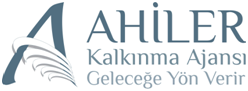 AHİLER
Kalkınma Ajansı
Geleceğe Yön Verir